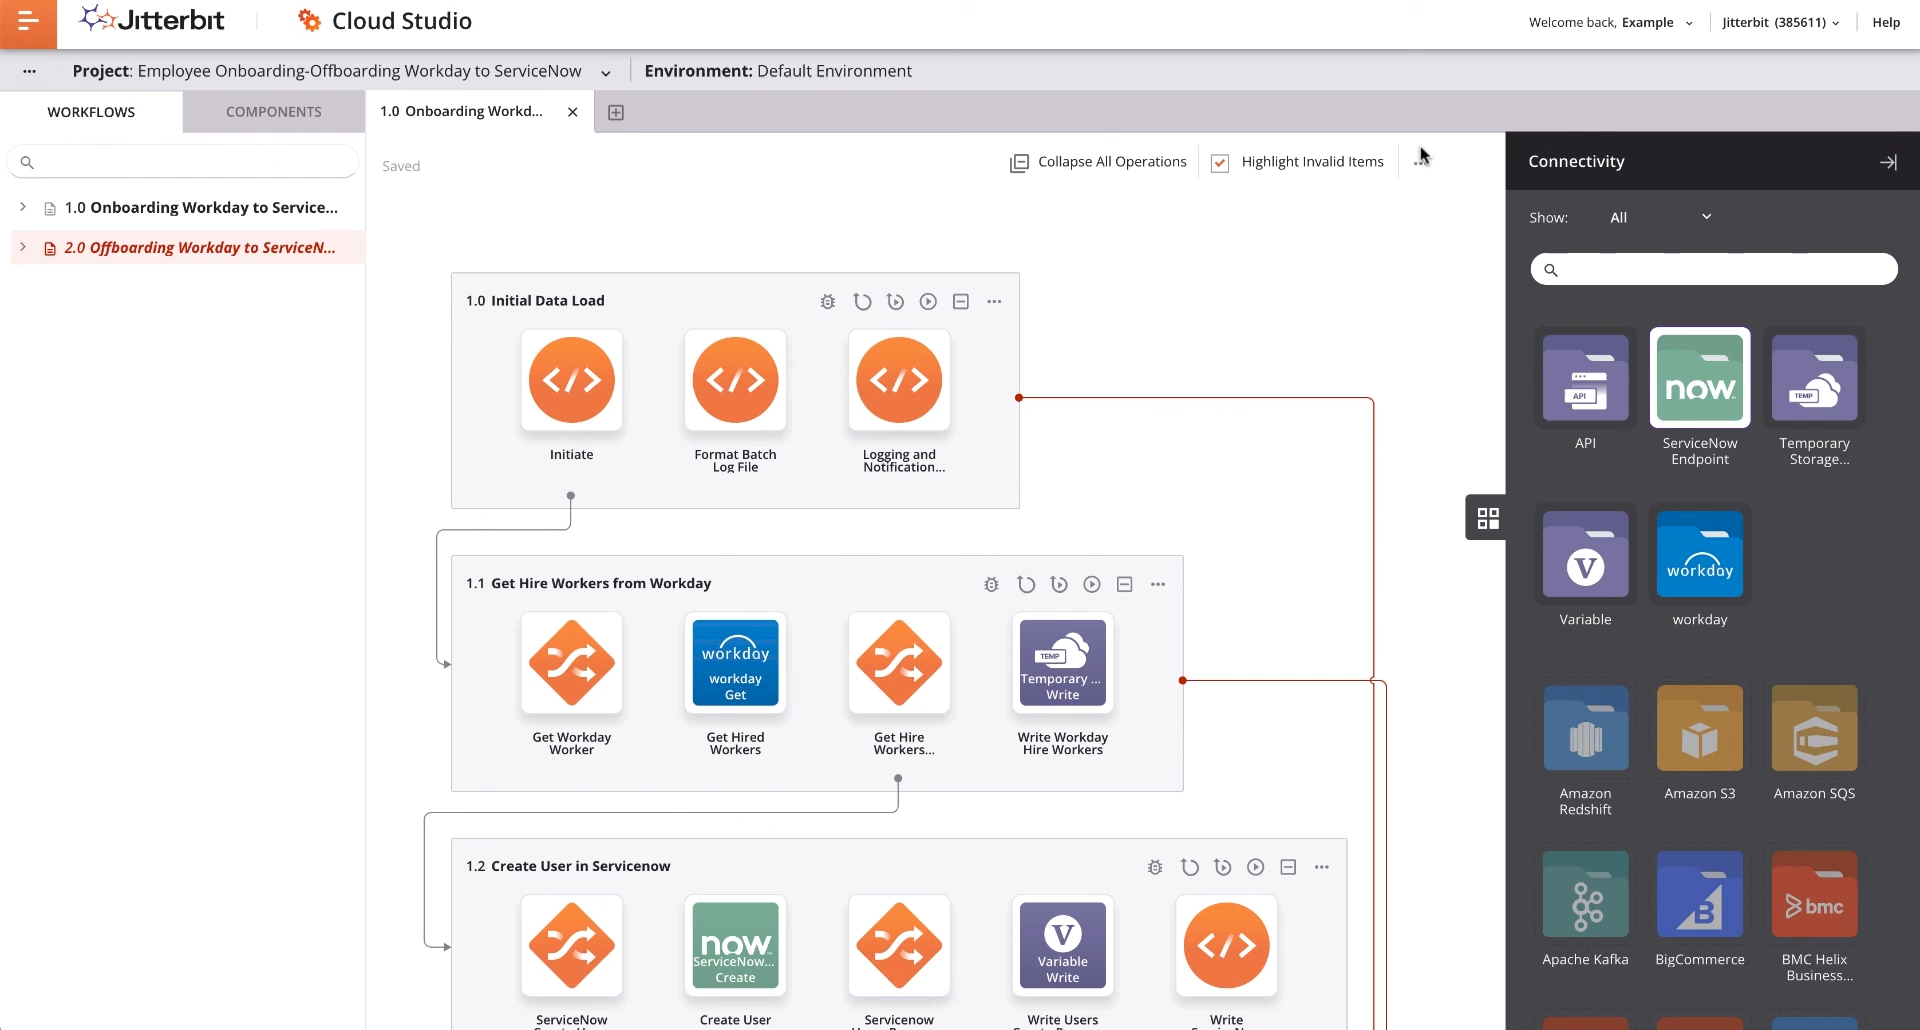 Jitterbit
Cloud Studio
Welcome back, Example
Jitterbit (385611)
Help
Project: Employee Onboarding-Offboarding Workday to ServiceNow
Environment: Default Environment
WORKFLOWS
COMPONENTS
1.0 Onboarding Workd...
Saved
Collapse All Operations
Highlight Invalid Items
1.0 Onboarding Workday to Service...
2.0 Offboarding Workday to ServiceN...
1.0 Initial Data Load
Initiate
Format Batch
Log File
Logging and
Notification...
1.1 Get Hire Workers from Workday
workday
workday
Get
TEMP
Temporary ...
Write
Get Workday
Worker
Get Hired
Workers
Get Hire
Workers...
Write Workday
Hire Workers
1.2 Create User in Servicenow
now
ServiceNow...
Create
V
Variable
Write
ServiceNow
Create User
Servicenow
Write Users
Write
Connectivity
Show:
All
API
API
now
ServiceNow
Endpoint
TEMP
Temporary
Storage...
V
Variable
workday
workday
Amazon
Redshift
Amazon S3
Amazon SQS
Apache Kafka
B
BigCommerce
bmc
BMC Helix
Business...